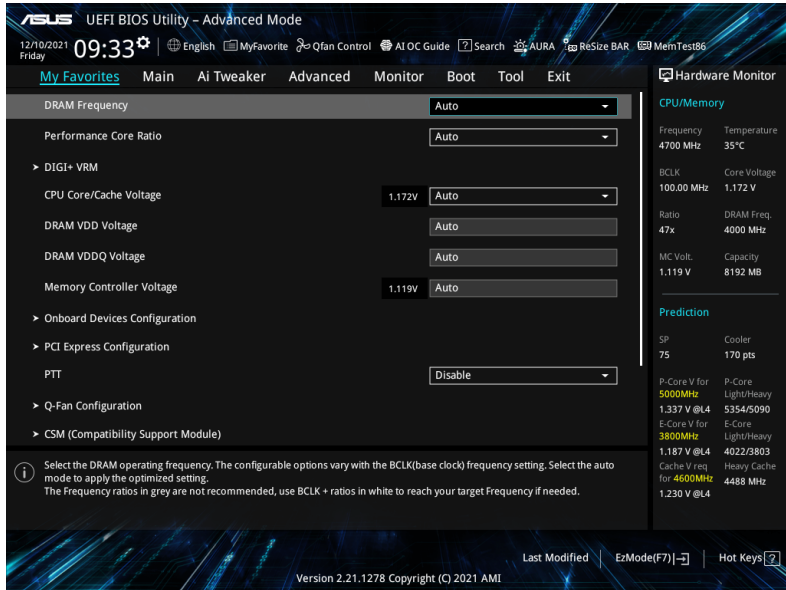 ASUS UEFI BIOS Utility – Advanced Mode
12/10/2021 Friday 09:33 English MyFavorite Qfan Control AI OC Guide ? Search AURA ReSize BAR MemTest86
My Favorites Main Ai Tweaker Advanced Monitor Boot Tool Exit
Hardware Monitor
DRAM Frequency Auto
Performance Core Ratio Auto
> DIGI+ VRM
CPU Core/Cache Voltage 1.172V Auto
DRAM VDD Voltage Auto
DRAM VDDQ Voltage Auto
Memory Controller Voltage 1.119V Auto
> Onboard Devices Configuration
> PCI Express Configuration
PTT Disable
> Q-Fan Configuration
> CSM (Compatibility Support Module)
CPU/Memory
Frequency Temperature
4700 MHz 35°C
BCLK Core Voltage
100.00 MHz 1.172 V
Ratio DRAM Freq.
47x 4000 MHz
MC Volt. Capacity
1.119 V 8192 MB
Prediction
SP Cooler
75 170 pts
P-Core V for P-Core
5000MHz Light/Heavy
1.337 V @L4 5354/5090
E-Core V for E-Core
3800MHz Light/Heavy
1.187 V @L4 4022/3803
Cache V req Heavy Cache
for 4600MHz 4488 MHz
1.230 V @L4
i Select the DRAM operating frequency. The configurable options vary with the BCLK(base clock) frequency setting. Select the auto
mode to apply the optimized setting.
The Frequency ratios in grey are not recommended, use BCLK + ratios in white to reach your target Frequency if needed.
Last Modified EzMode(F7) Hot Keys ?
Version 2.21.1278 Copyright (C) 2021 AMI